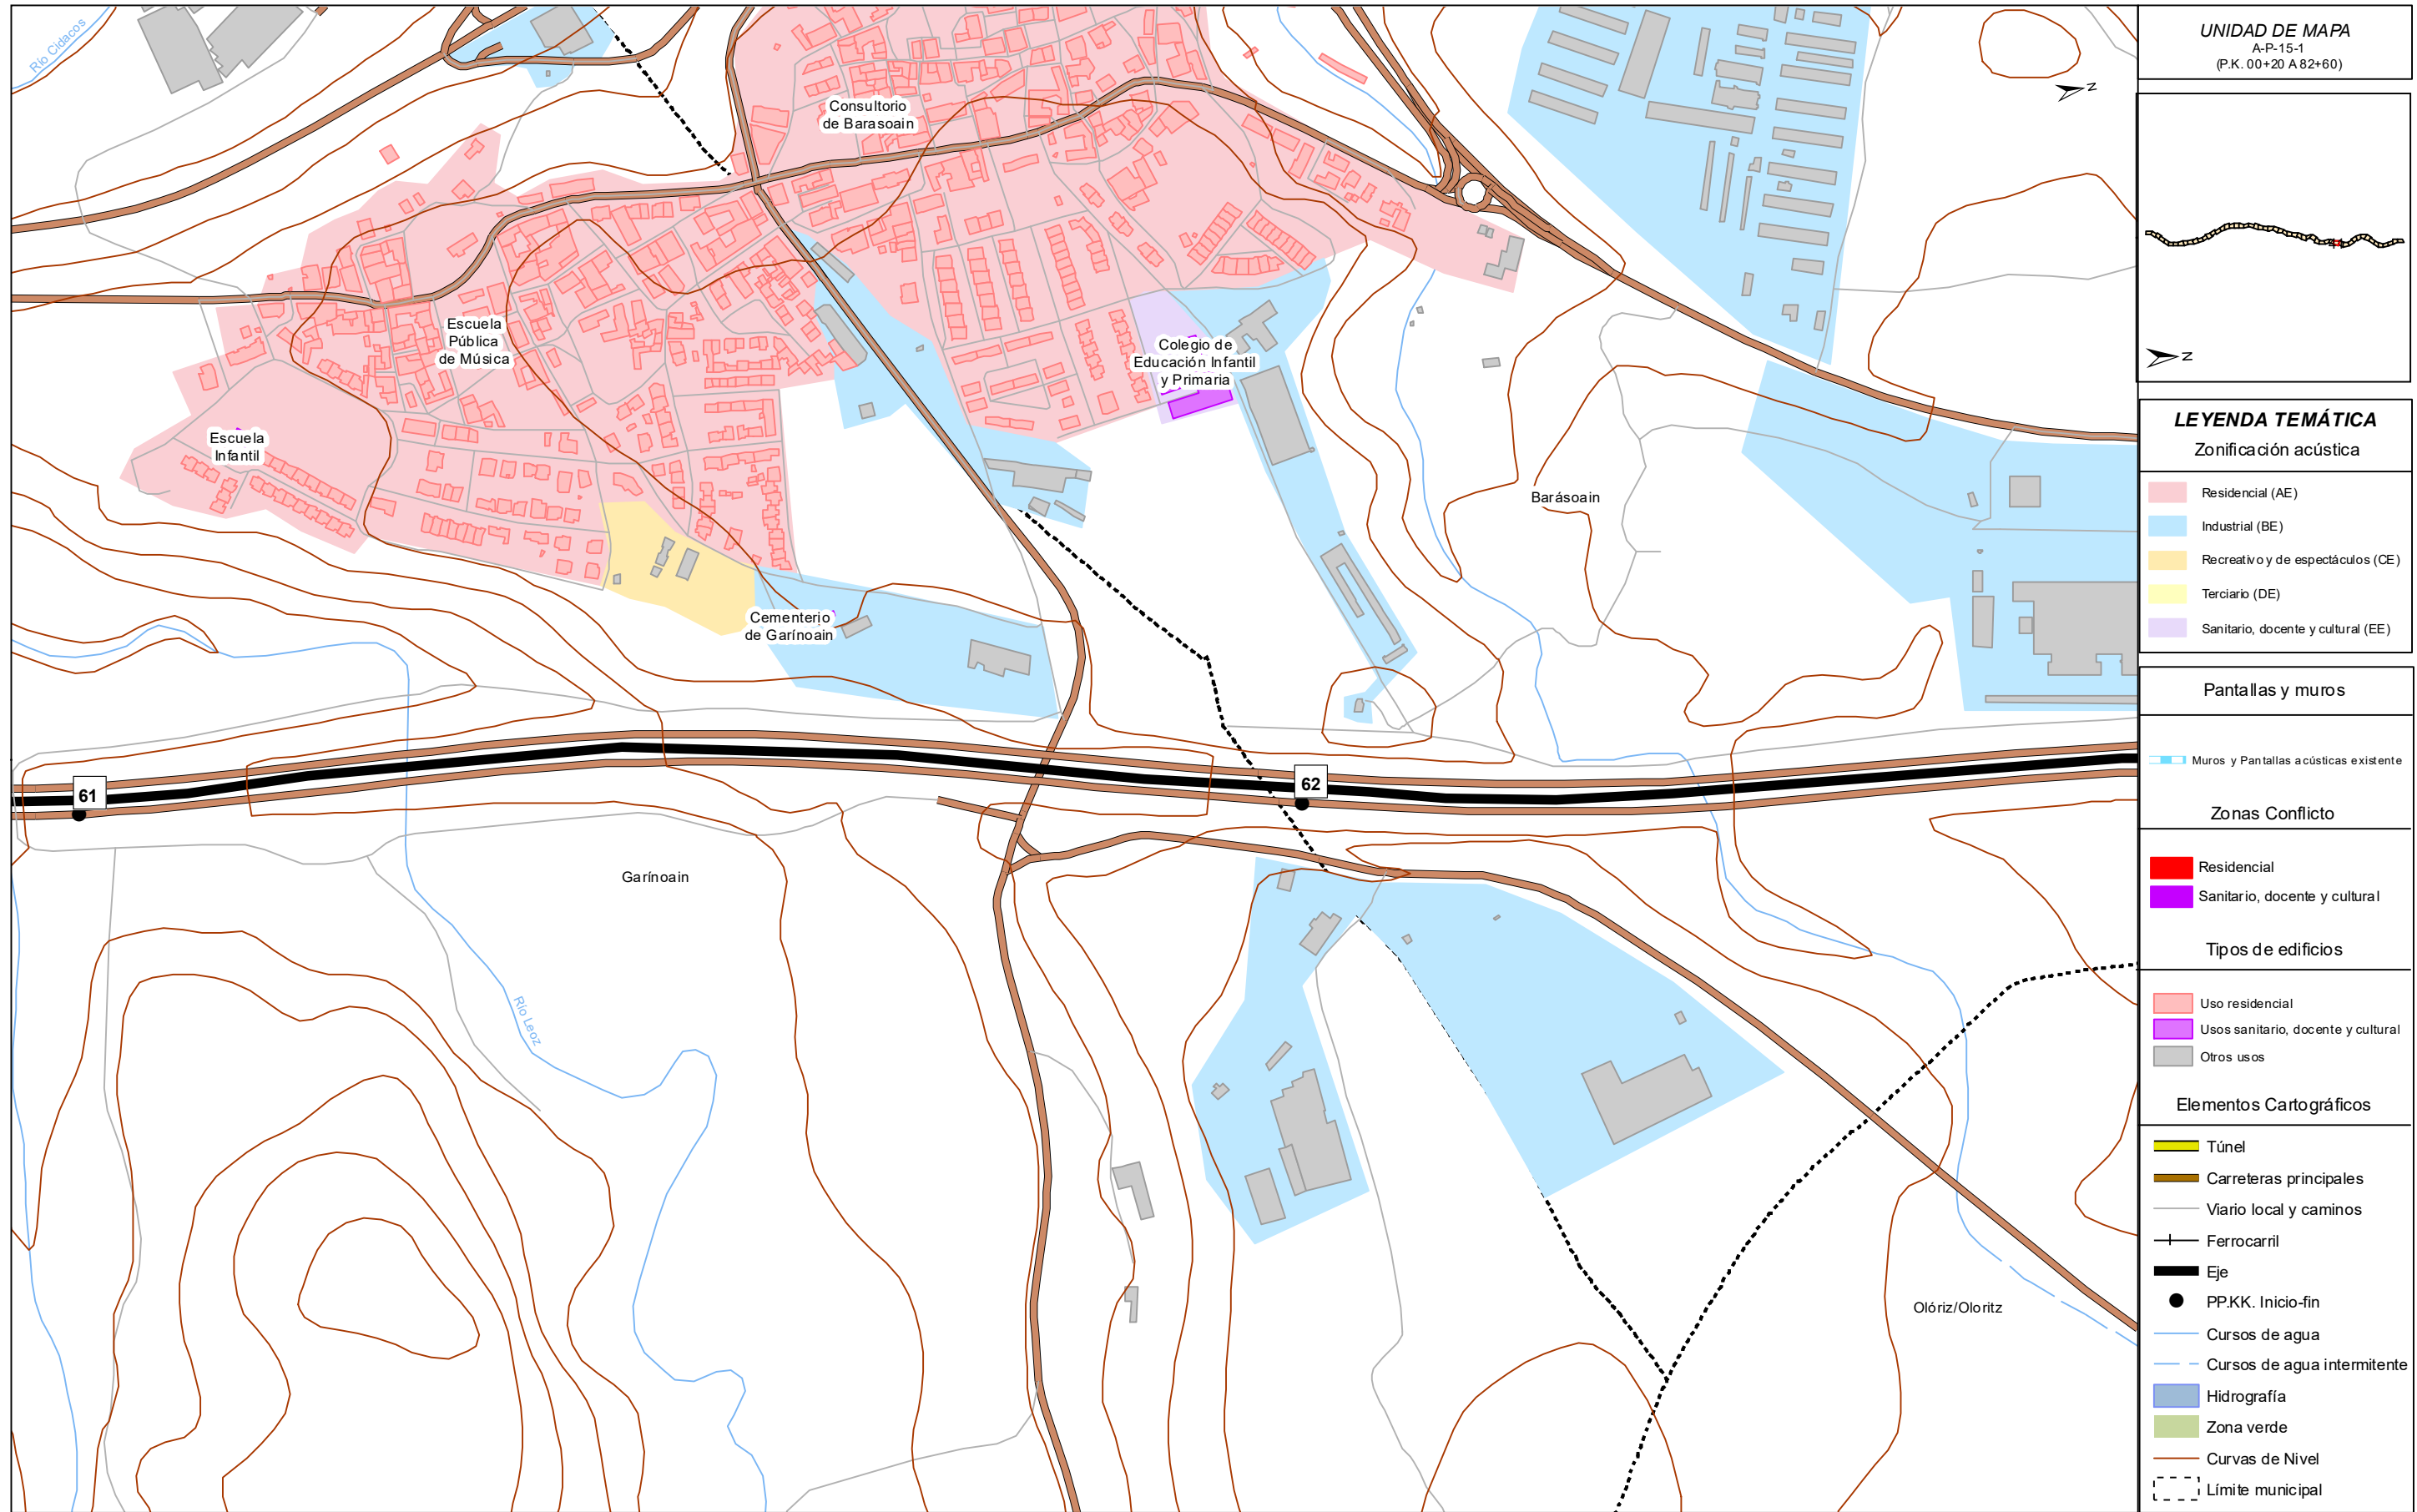 Río Cidacos
Consultorio
de Barasoain
Escuela
Pública
de Música
Colegio de
Educación Infantil
y Primaria
Escuela
Infantil
Barásoain
Cementerio
de Garínoain
61
62
Garínoain
Río Leoz
Olóriz/Oloritz
N
UNIDAD DE MAPA
A-P-15-1
(P.K. 00+20 A 82+60)
N
LEYENDA TEMÁTICA
Zonificación acústica
Residencial (AE)
Industrial (BE)
Recreativo y de espectáculos (CE)
Terciario (DE)
Sanitario, docente y cultural (EE)
Pantallas y muros
Muros y Pantallas acústicas existente
Zonas Conflicto
Residencial
Sanitario, docente y cultural
Tipos de edificios
Uso residencial
Usos sanitario, docente y cultural
Otros usos
Elementos Cartográficos
Túnel
Carreteras principales
Viario local y caminos
Ferrocarril
Eje
PP.KK. Inicio-fin
Cursos de agua
Cursos de agua intermitente
Hidrografía
Zona verde
Curvas de Nivel
Límite municipal